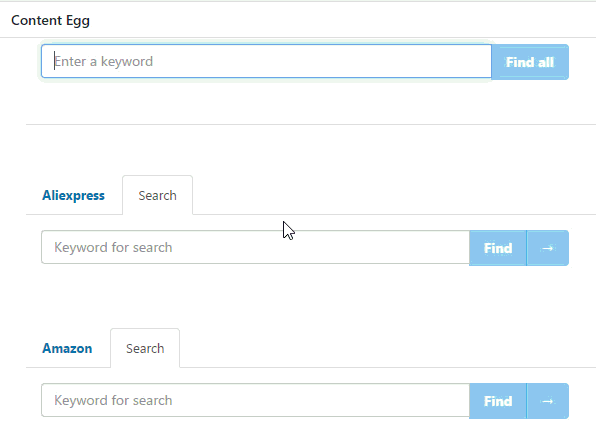 Content Egg
Enter a keyword Find all
Aliexpress Search
Keyword for search Find →
Amazon Search
Keyword for search Find →